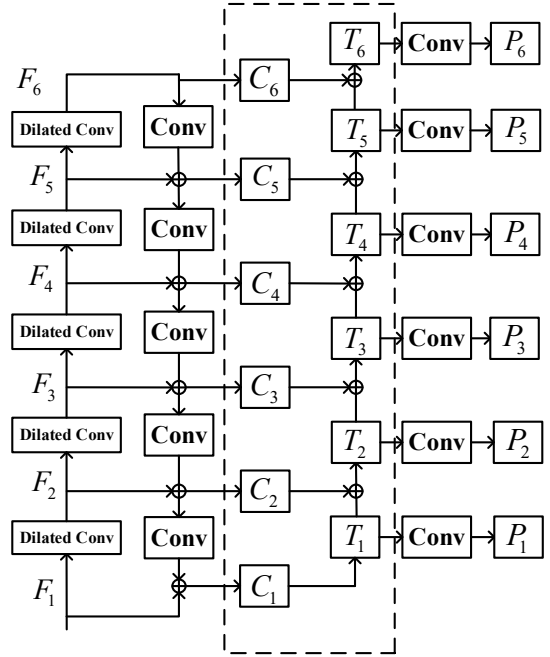 T6 Conv P6
F6 C6
Dilated Conv Conv T5 Conv P5
F5 C5
Dilated Conv Conv T4 Conv P4
F4 C4
Dilated Conv Conv T3 Conv P3
F3 C3
Dilated Conv Conv T2 Conv P2
F2 C2
Dilated Conv Conv T1 Conv P1
F1 C1